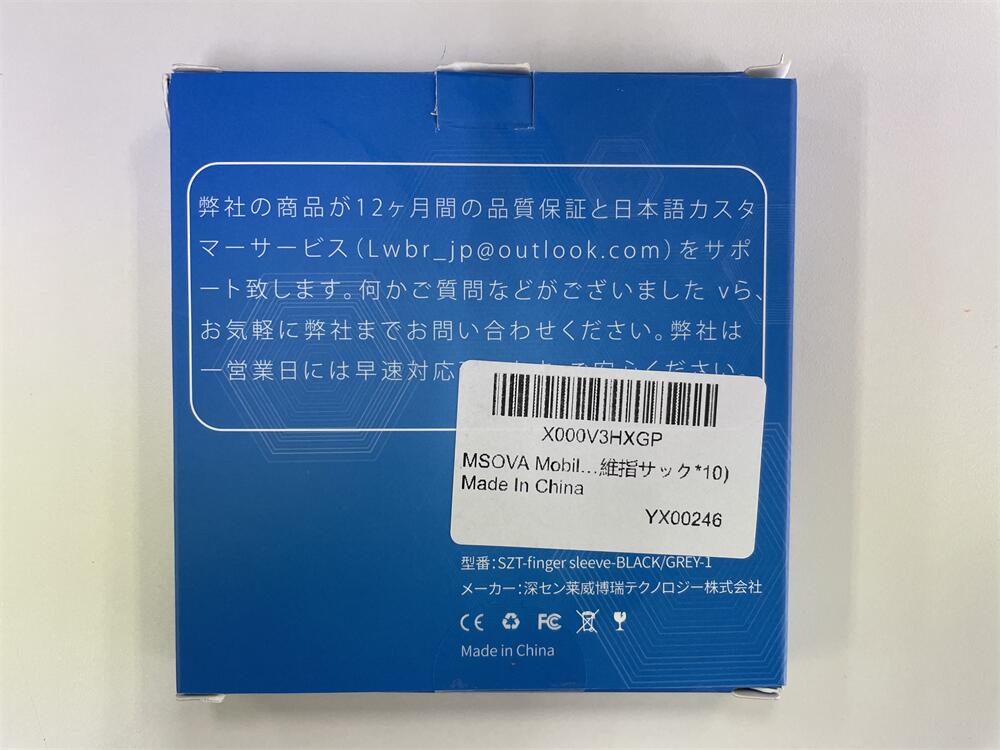 弊社の商品が12ヶ月間の品質保証と日本語カスタ
マーサービス(Lwbr_jp@outlook.com)をサポ
ート致します。何かご質問などがございました vら、
お気軽に弊社までお問い合わせください。弊社は
一営業日には早速対応 ください。
X000V3HXGP
MSOVA Mobil...維指サック*10)
Made In China
YX00246
型番:SZT-finger sleeve-BLACK/GREY-1
メーカー:深セン莱威博瑞テクノロジー株式会社
CE FC
Made in China